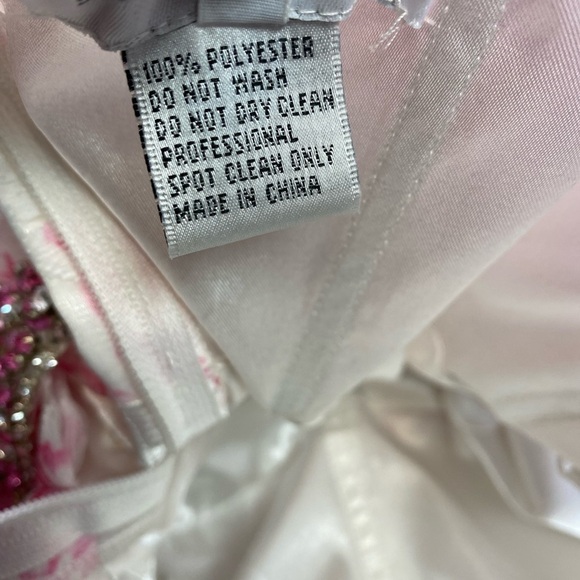 100% POLYESTER
DO NOT WASH
DO NOT DRY CLEAN
PROFESSIONAL
SPOT CLEAN ONLY
MADE IN CHINA